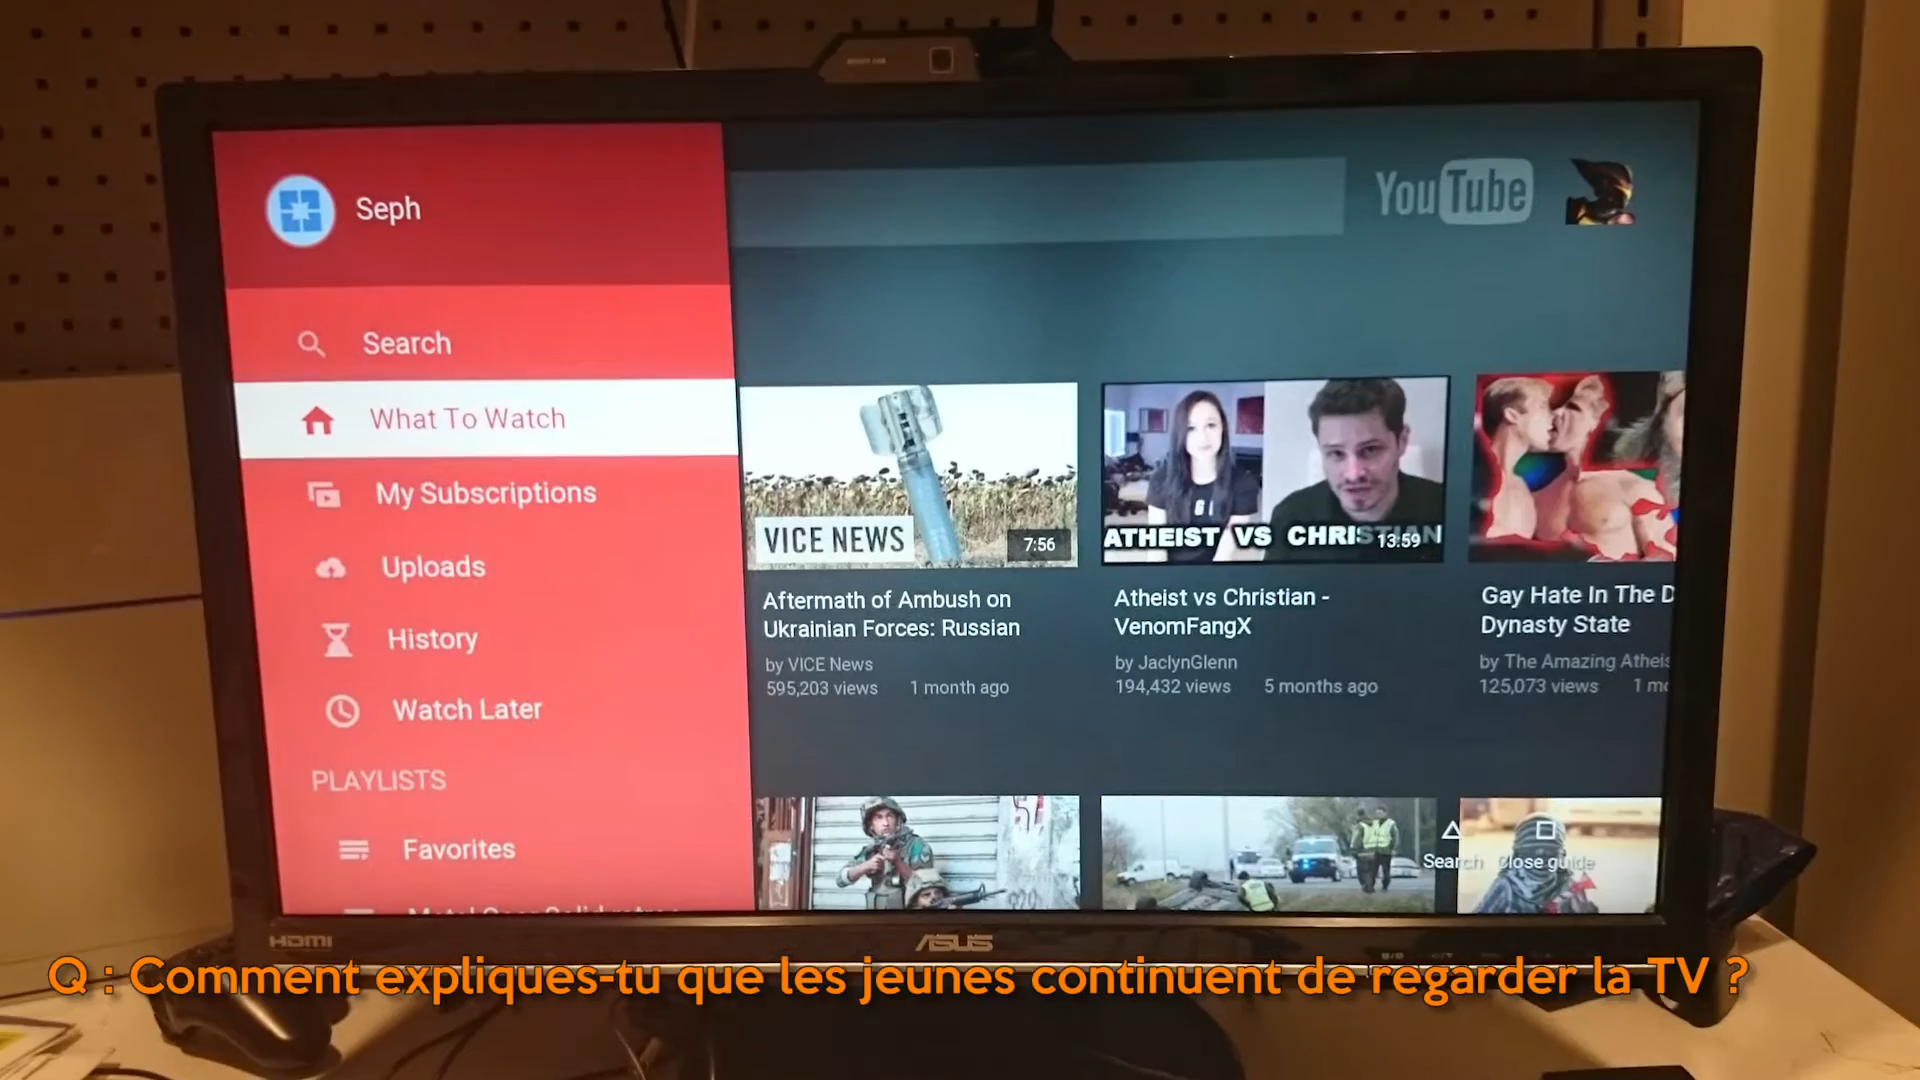 Seph
YouTube
Search
What To Watch
My Subscriptions
Uploads
History
Watch Later
PLAYLISTS
Favorites
VICE NEWS
7:56
Aftermath of Ambush on
Ukrainian Forces: Russian
by VICE News
595,203 views 1 month ago
ATHEIST VS CHRISTIAN
13:59
Atheist vs Christian -
VenomFangX
by JaclynGlenn
194,432 views 5 months ago
Gay Hate In The D
Dynasty State
by The Amazing Atheis
125,073 views 1 mo
Search Close guide
HDMI
ASUS
Q : Comment expliques-tu que les jeunes continuent de regarder la TV ?